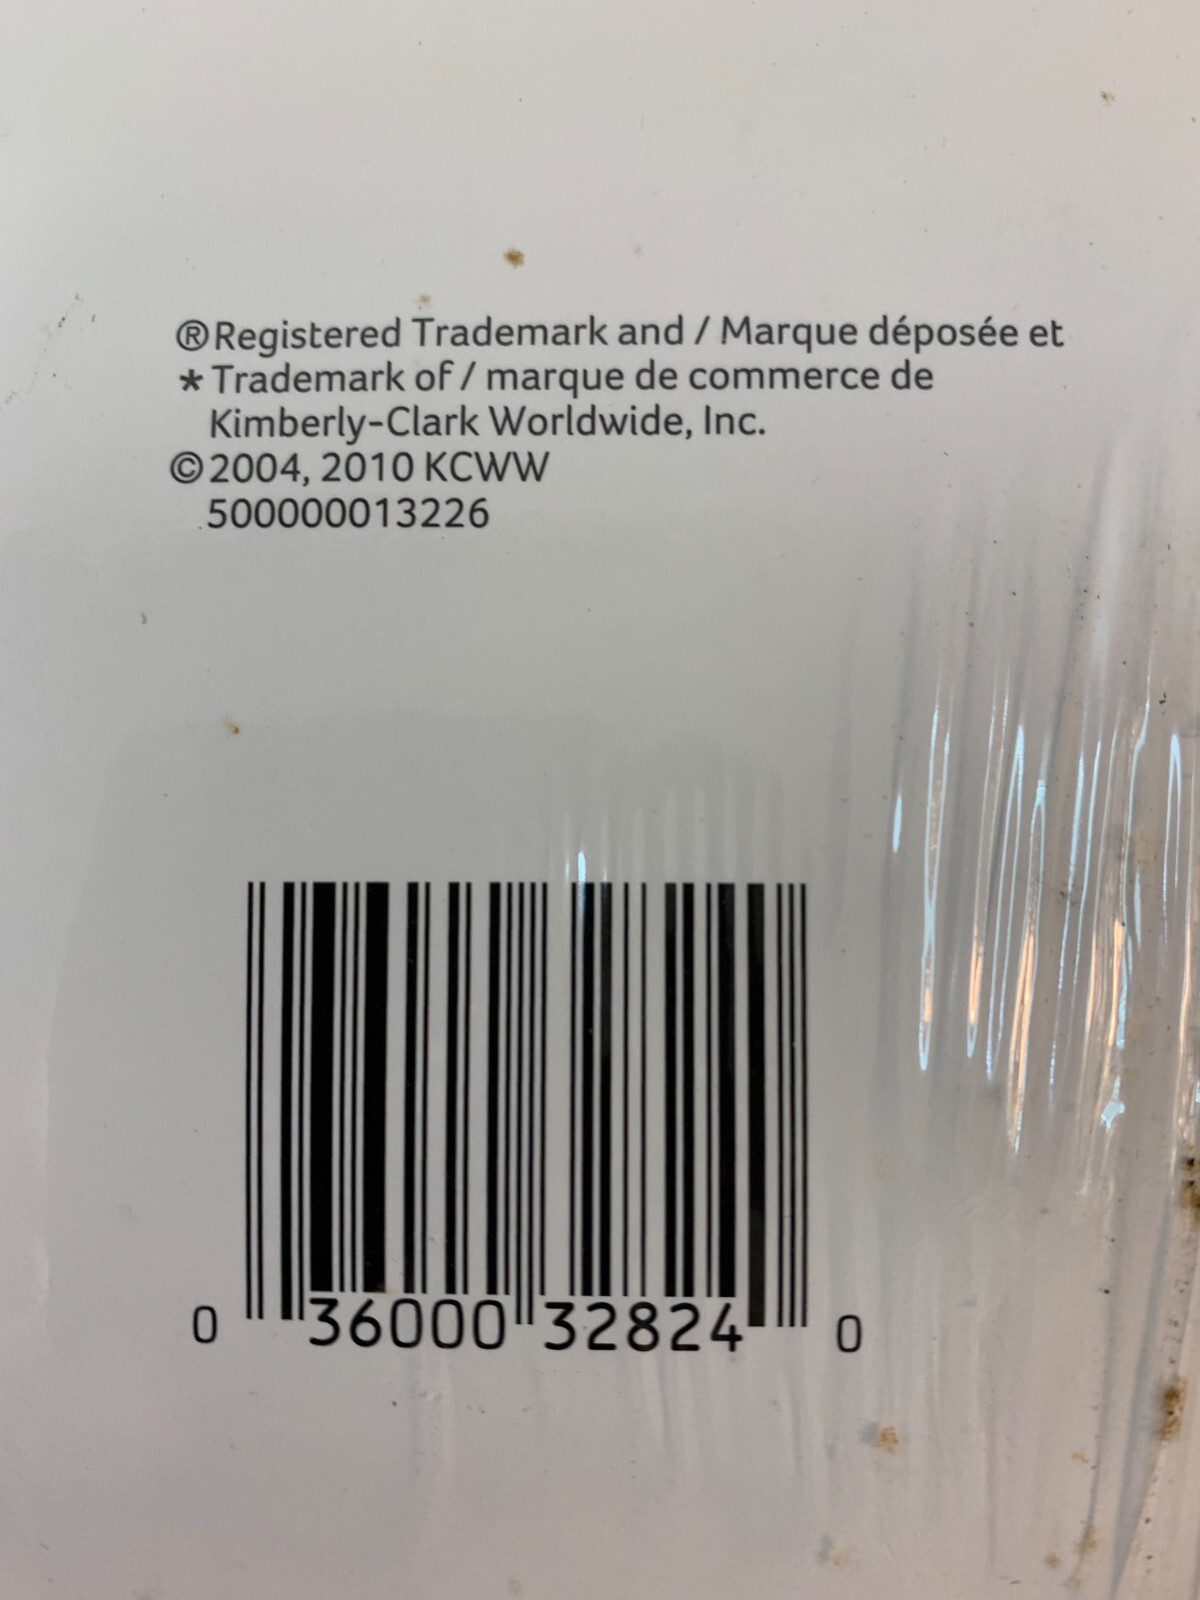 ®Registered Trademark and / Marque déposée et
*Trademark of / marque de commerce de
Kimberly-Clark Worldwide, Inc.
©2004, 2010 KCWW
500000013226
0 36000 32824 0